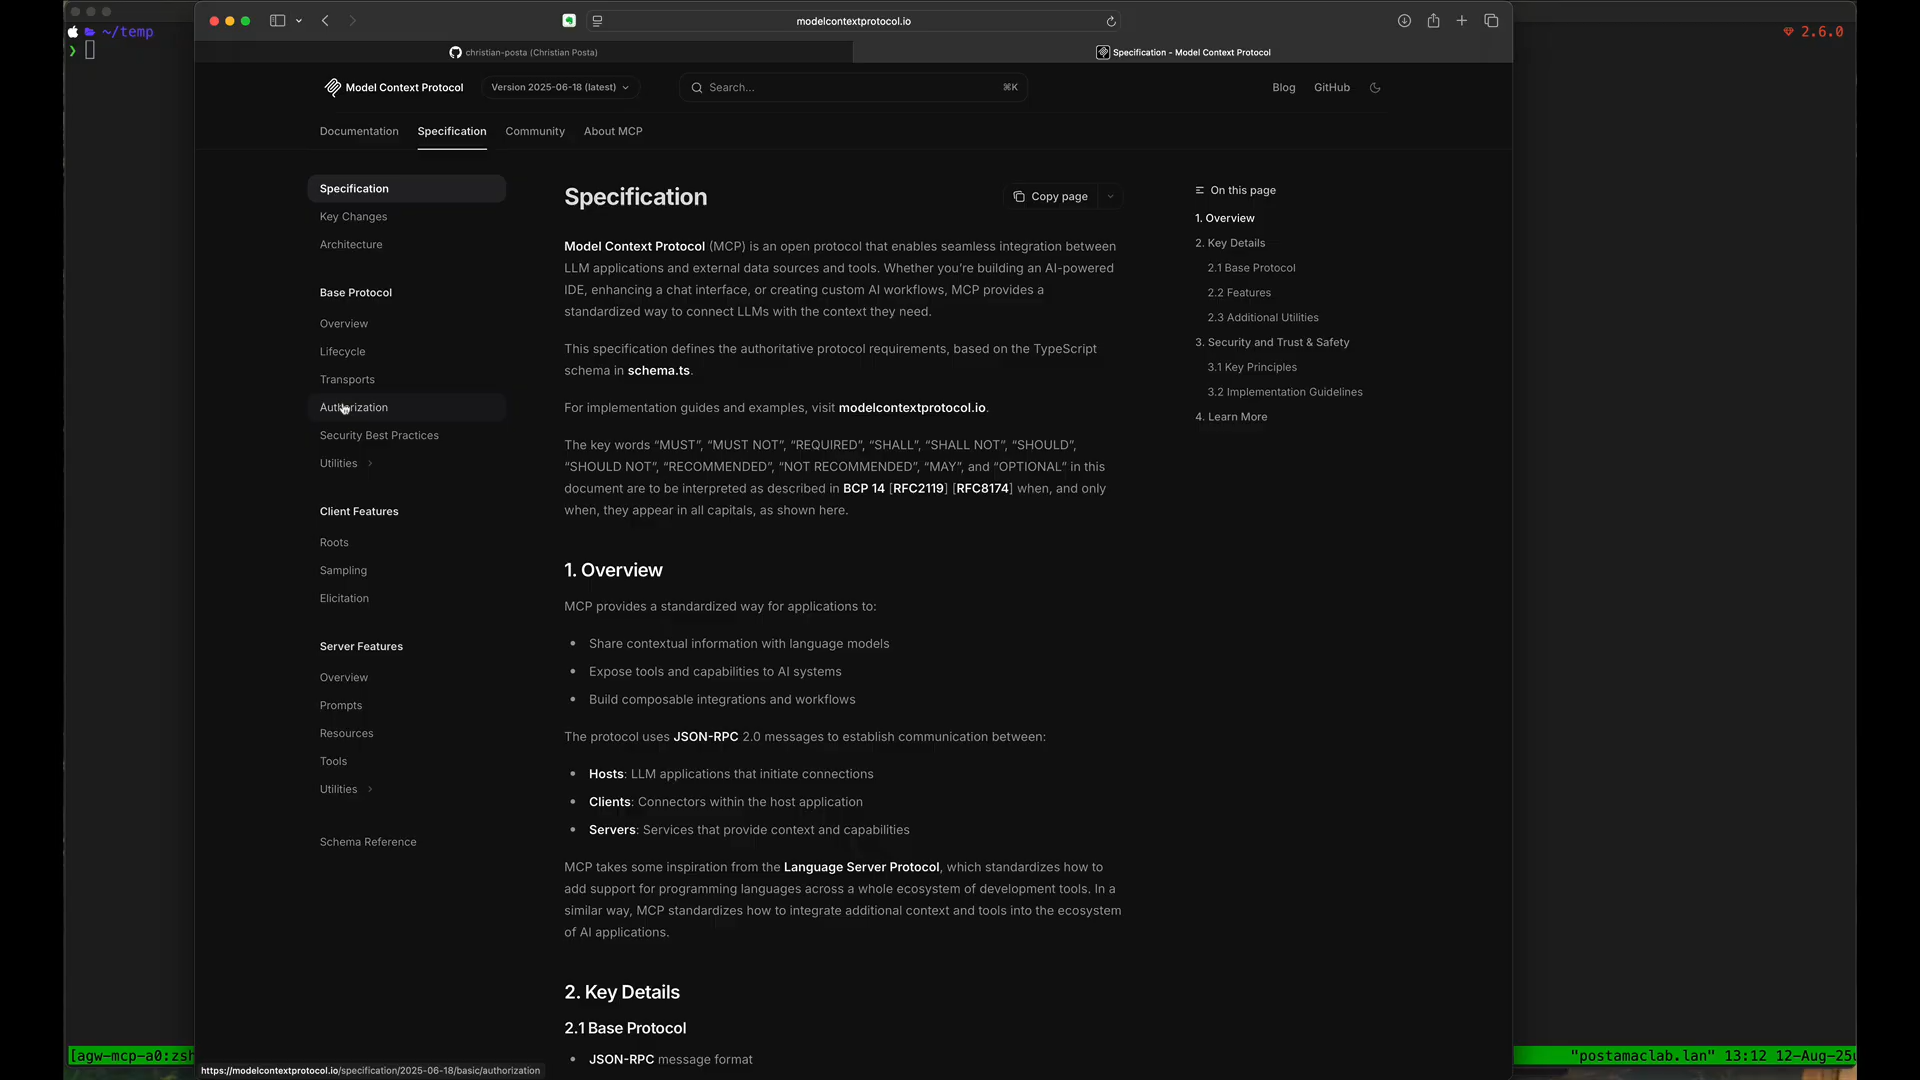 ~/temp
❯
2.6.0
modelcontextprotocol.io
christian-posta (Christian Posta)
Specification - Model Context Protocol
Model Context Protocol
Version 2025-06-18 (latest)
Search...
⌘K
Blog
GitHub
Documentation
Specification
Community
About MCP
Specification
Key Changes
Architecture
Base Protocol
Overview
Lifecycle
Transports
Authorization
Security Best Practices
Utilities
Client Features
Roots
Sampling
Elicitation
Server Features
Overview
Prompts
Resources
Tools
Utilities
Schema Reference
Specification
Copy page
Model Context Protocol (MCP) is an open protocol that enables seamless integration between
LLM applications and external data sources and tools. Whether you’re building an AI-powered
IDE, enhancing a chat interface, or creating custom AI workflows, MCP provides a
standardized way to connect LLMs with the context they need.
This specification defines the authoritative protocol requirements, based on the TypeScript
schema in schema.ts.
For implementation guides and examples, visit modelcontextprotocol.io.
The key words “MUST”, “MUST NOT”, “REQUIRED”, “SHALL”, “SHALL NOT”, “SHOULD”,
“SHOULD NOT”, “RECOMMENDED”, “NOT RECOMMENDED”, “MAY”, and “OPTIONAL” in this
document are to be interpreted as described in BCP 14 [RFC2119] [RFC8174] when, and only
when, they appear in all capitals, as shown here.
1. Overview
MCP provides a standardized way for applications to:
• Share contextual information with language models
• Expose tools and capabilities to AI systems
• Build composable integrations and workflows
The protocol uses JSON-RPC 2.0 messages to establish communication between:
• Hosts: LLM applications that initiate connections
• Clients: Connectors within the host application
• Servers: Services that provide context and capabilities
MCP takes some inspiration from the Language Server Protocol, which standardizes how to
add support for programming languages across a whole ecosystem of development tools. In a
similar way, MCP standardizes how to integrate additional context and tools into the ecosystem
of AI applications.
2. Key Details
2.1 Base Protocol
• JSON-RPC message format
On this page
1. Overview
2. Key Details
2.1 Base Protocol
2.2 Features
2.3 Additional Utilities
3. Security and Trust & Safety
3.1 Key Principles
3.2 Implementation Guidelines
4. Learn More
[agw-mcp-a0:zsh
"postamaclab.lan" 13:12 12-Aug-25
https://modelcontextprotocol.io/specification/2025-06-18/basic/authorization